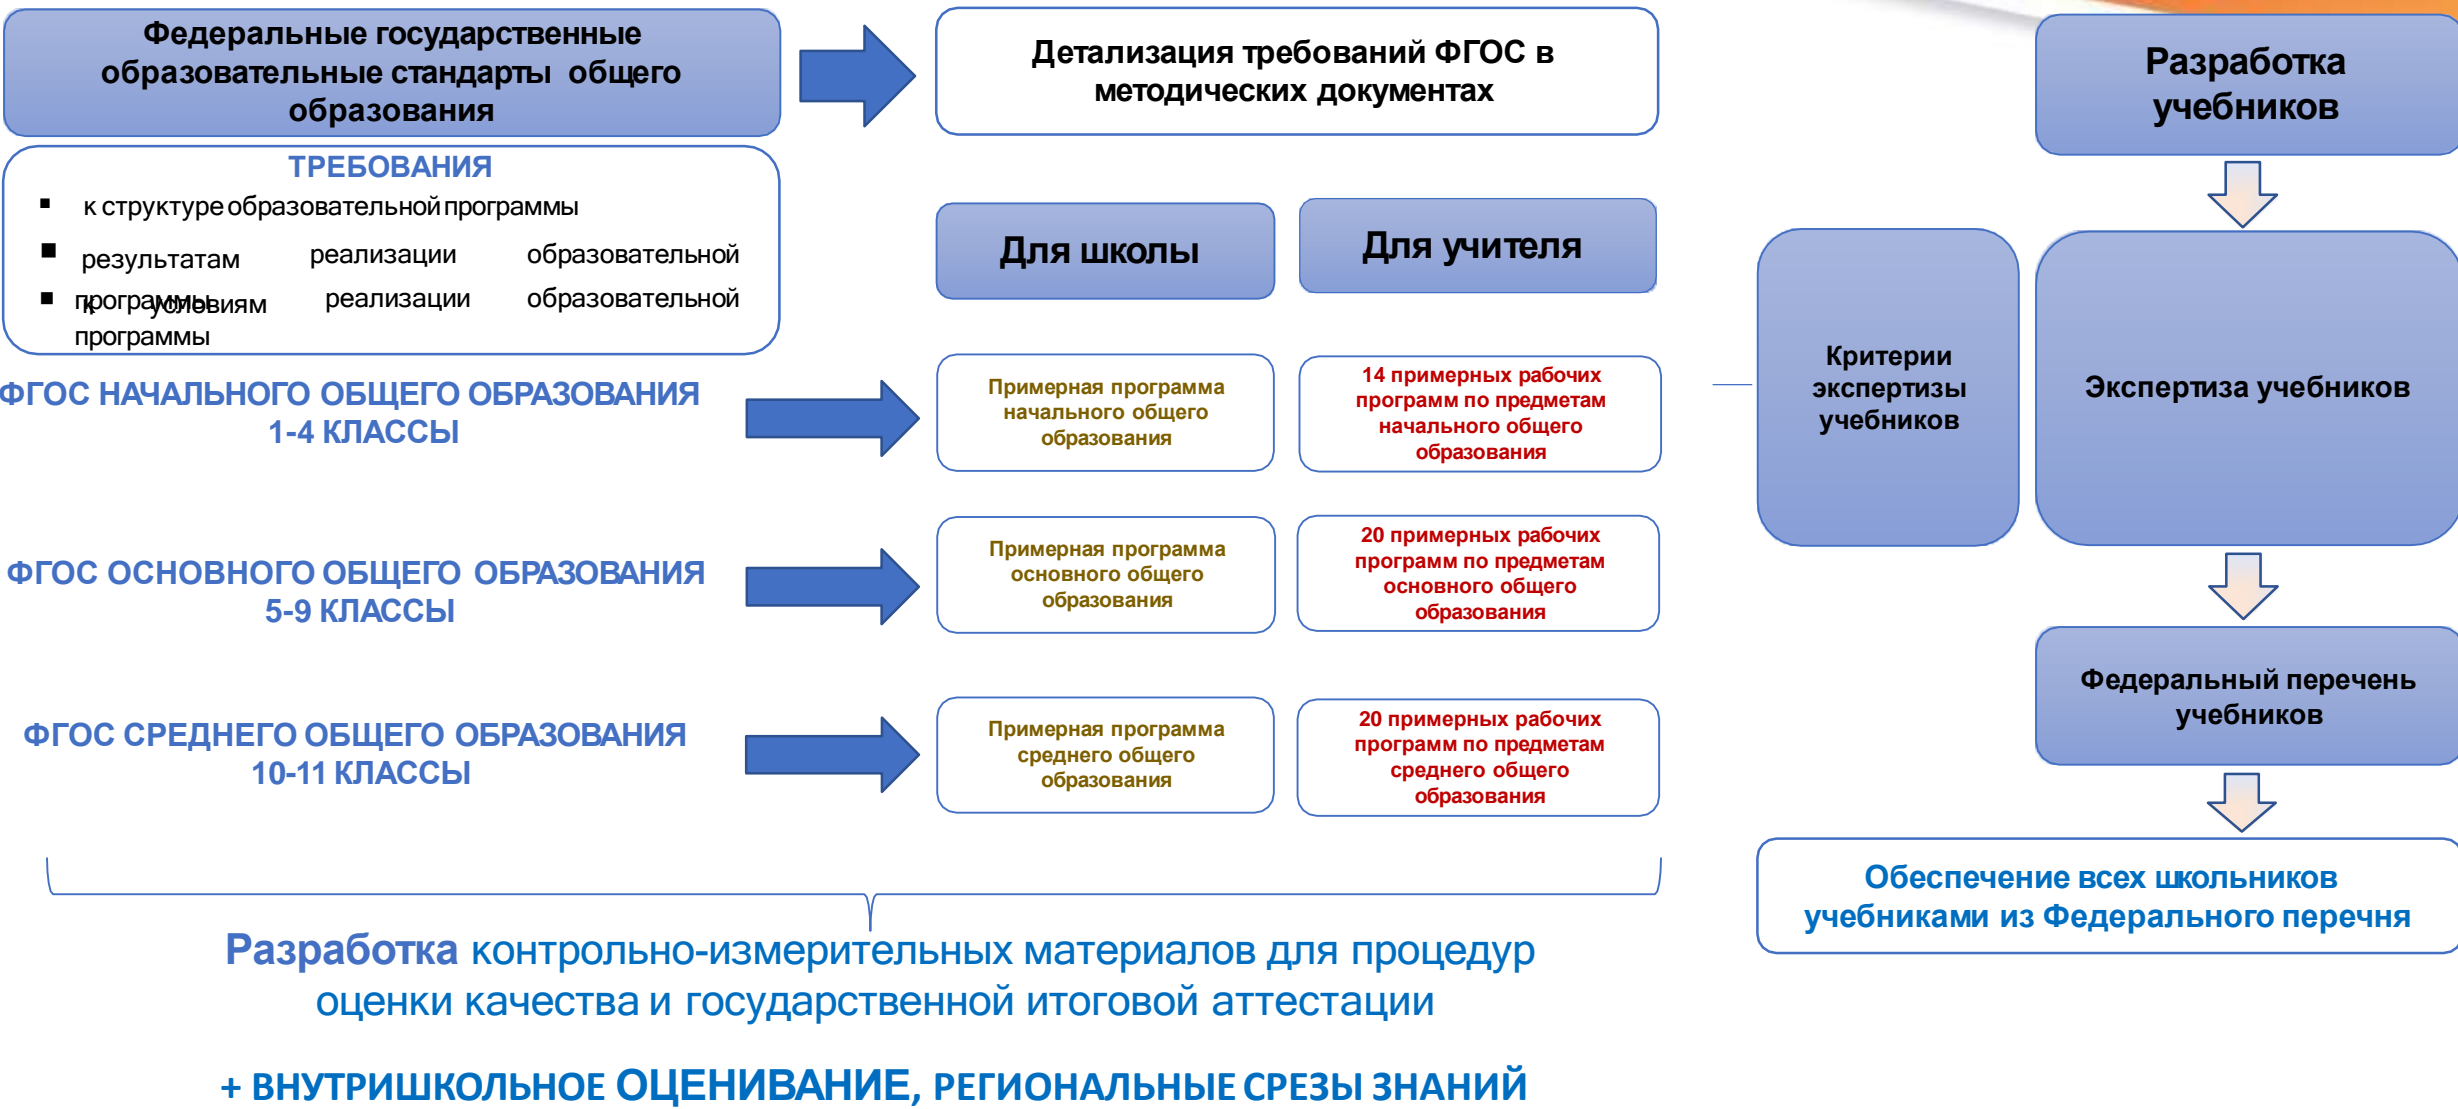 Федеральные государственные
образовательные стандарты общего
образования
ТРЕБОВАНИЯ
▪ к структуре образовательной программы
▪ результатам реализации образовательной
программы
▪ к условиям реализации образовательной
программы
Детализация требований ФГОС в
методических документах
Для школы
Для учителя
ФГОС НАЧАЛЬНОГО ОБЩЕГО ОБРАЗОВАНИЯ
1-4 КЛАССЫ
Примерная программа
начального общего
образования
14 примерных рабочих
программ по предметам
начального общего
образования
ФГОС ОСНОВНОГО ОБЩЕГО ОБРАЗОВАНИЯ
5-9 КЛАССЫ
Примерная программа
основного общего
образования
20 примерных рабочих
программ по предметам
основного общего
образования
ФГОС СРЕДНЕГО ОБЩЕГО ОБРАЗОВАНИЯ
10-11 КЛАССЫ
Примерная программа
среднего общего
образования
20 примерных рабочих
программ по предметам
среднего общего
образования
Разработка контрольно-измерительных материалов для процедур
оценки качества и государственной итоговой аттестации
+ ВНУТРИШКОЛЬНОЕ ОЦЕНИВАНИЕ, РЕГИОНАЛЬНЫЕ СРЕЗЫ ЗНАНИЙ
Разработка
учебников
Критерии
экспертизы
учебников
Экспертиза учебников
Федеральный перечень
учебников
Обеспечение всех школьников
учебниками из Федерального перечня